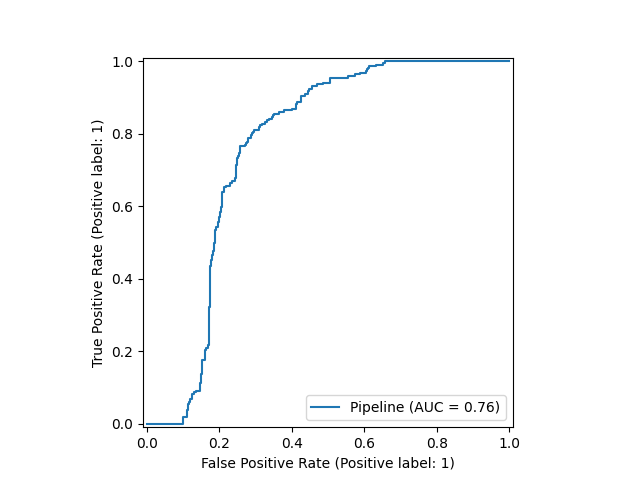 1.0
0.8
0.6
0.4
0.2
0.0
True Positive Rate (Positive label: 1)
Pipeline (AUC = 0.76)
0.0 0.2 0.4 0.6 0.8 1.0
False Positive Rate (Positive label: 1)